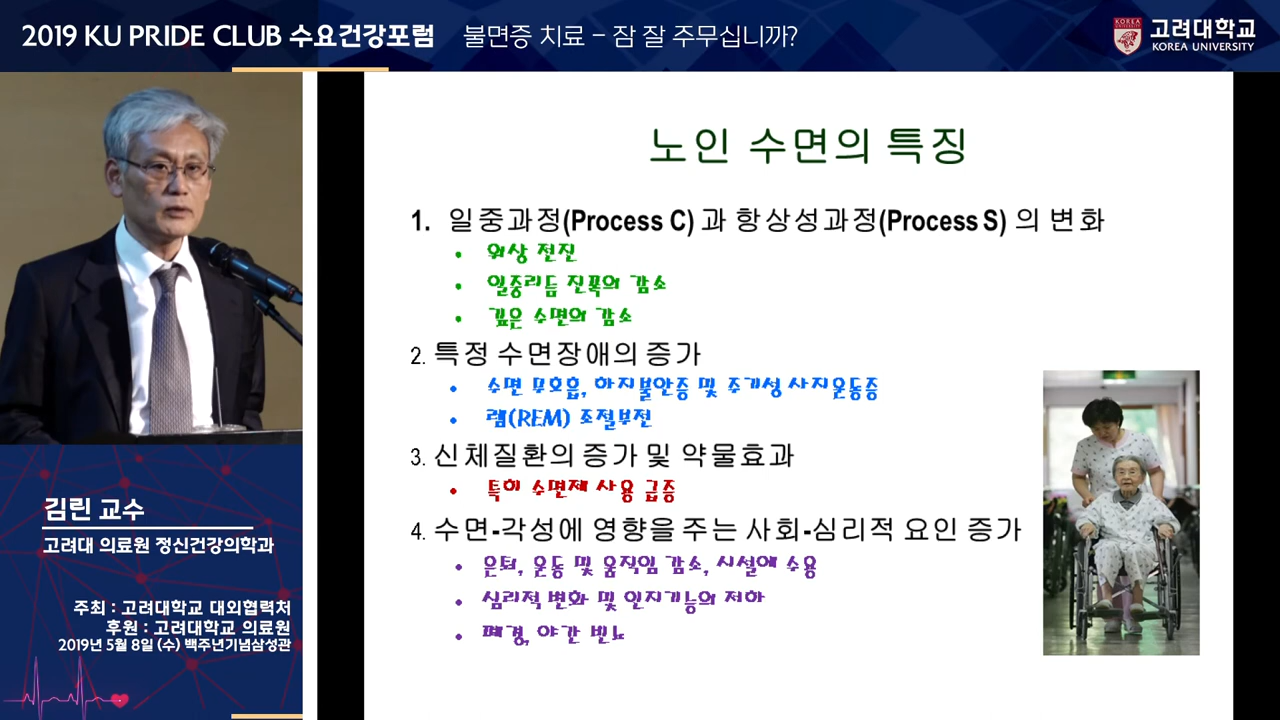 2019 KU PRIDE CLUB 수요건강포럼 불면증 치료 – 잠 잘 주무십니까?
KOREA UNIVERSITY
고려대학교
KOREA UNIVERSITY
노인 수면의 특징
1. 일중과정(Process C) 과 항상성과정(Process S) 의 변화
• 위상 전진
• 일중리듬 진폭의 감소
• 깊은 수면의 감소
2. 특정 수면장애의 증가
• 수면 무호흡, 하지불안증 및 주기성 사지운동증
• 렘(REM) 조절부전
3. 신체질환의 증가 및 약물효과
• 특히 수면제 사용 급증
4. 수면-각성에 영향을 주는 사회-심리적 요인 증가
• 은퇴, 운동 및 움직임 감소, 시설에 수용
• 심리적 변화 및 인지기능의 저하
• 폐경, 야간 빈뇨
김린 교수
고려대 의료원 정신건강의학과
주최 : 고려대학교 대외협력처
후원 : 고려대학교 의료원
2019년 5월 8일 (수) 백주년기념삼성관